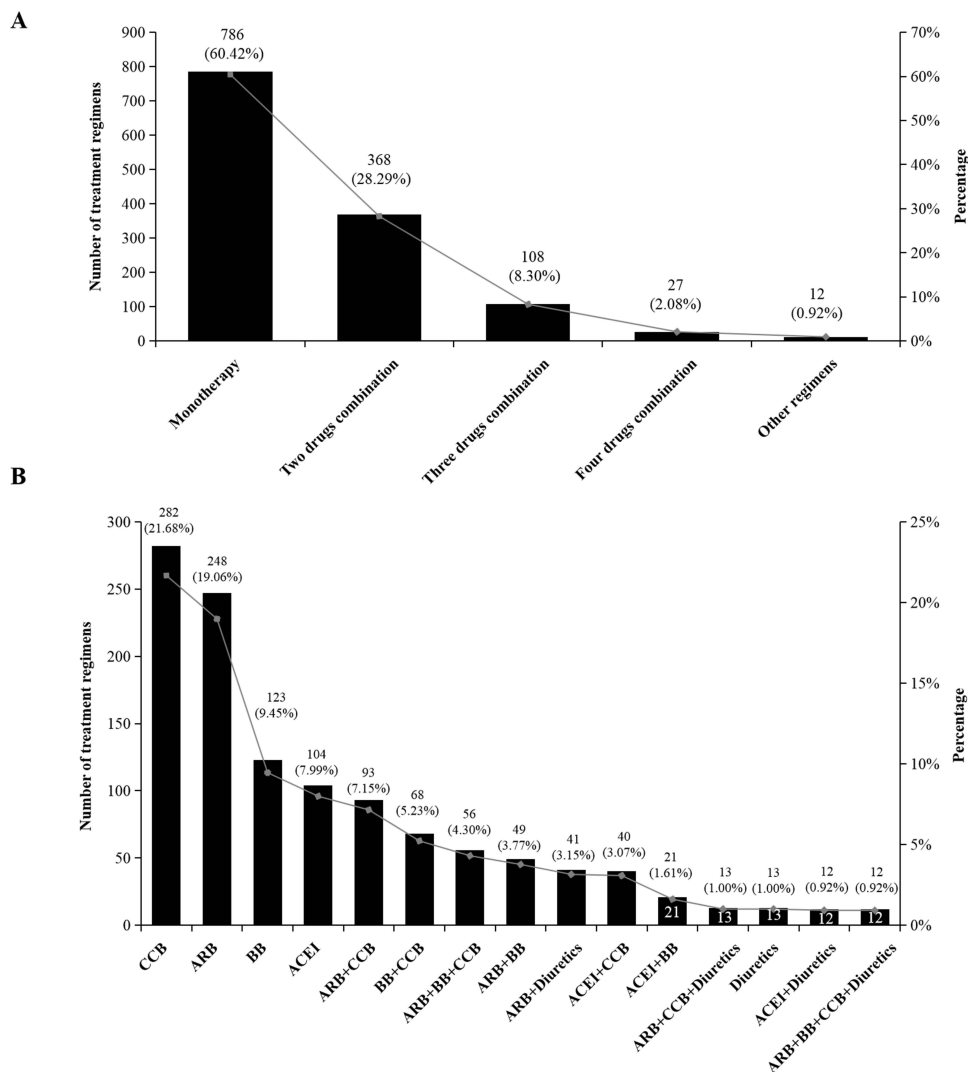 A
900
800
700
600
500
400
300
200
100
0
Number of treatment regimens
786
(60.42%)
368
(28.29%)
108
(8.30%)
27
(2.08%)
12
(0.92%)
70%
60%
50%
40%
30%
20%
10%
0%
Percentage
Monotherapy
Two drugs combination
Three drugs combination
Four drugs combination
Other regimens
B
300
250
200
150
100
50
0
Number of treatment regimens
282
(21.68%)
248
(19.06%)
123
(9.45%)
104
(7.99%)
93
(7.15%)
68
(5.23%)
56
(4.30%)
49
(3.77%)
41
(3.15%)
40
(3.07%)
21
(1.61%)
13
(1.00%)
13
(1.00%)
12
(0.92%)
12
(0.92%)
21
13
13
12
12
25%
20%
15%
10%
5%
0%
Percentage
CCB
ARB
BB
ACEI
ARB+CCB
BB+CCB
ARB+BB+CCB
ARB+BB
ARB+Diuretics
ACEI+CCB
ACEI+BB
ARB+CCB+Diuretics
Diuretics
ACEI+Diuretics
ARB+BB+CCB+Diuretics